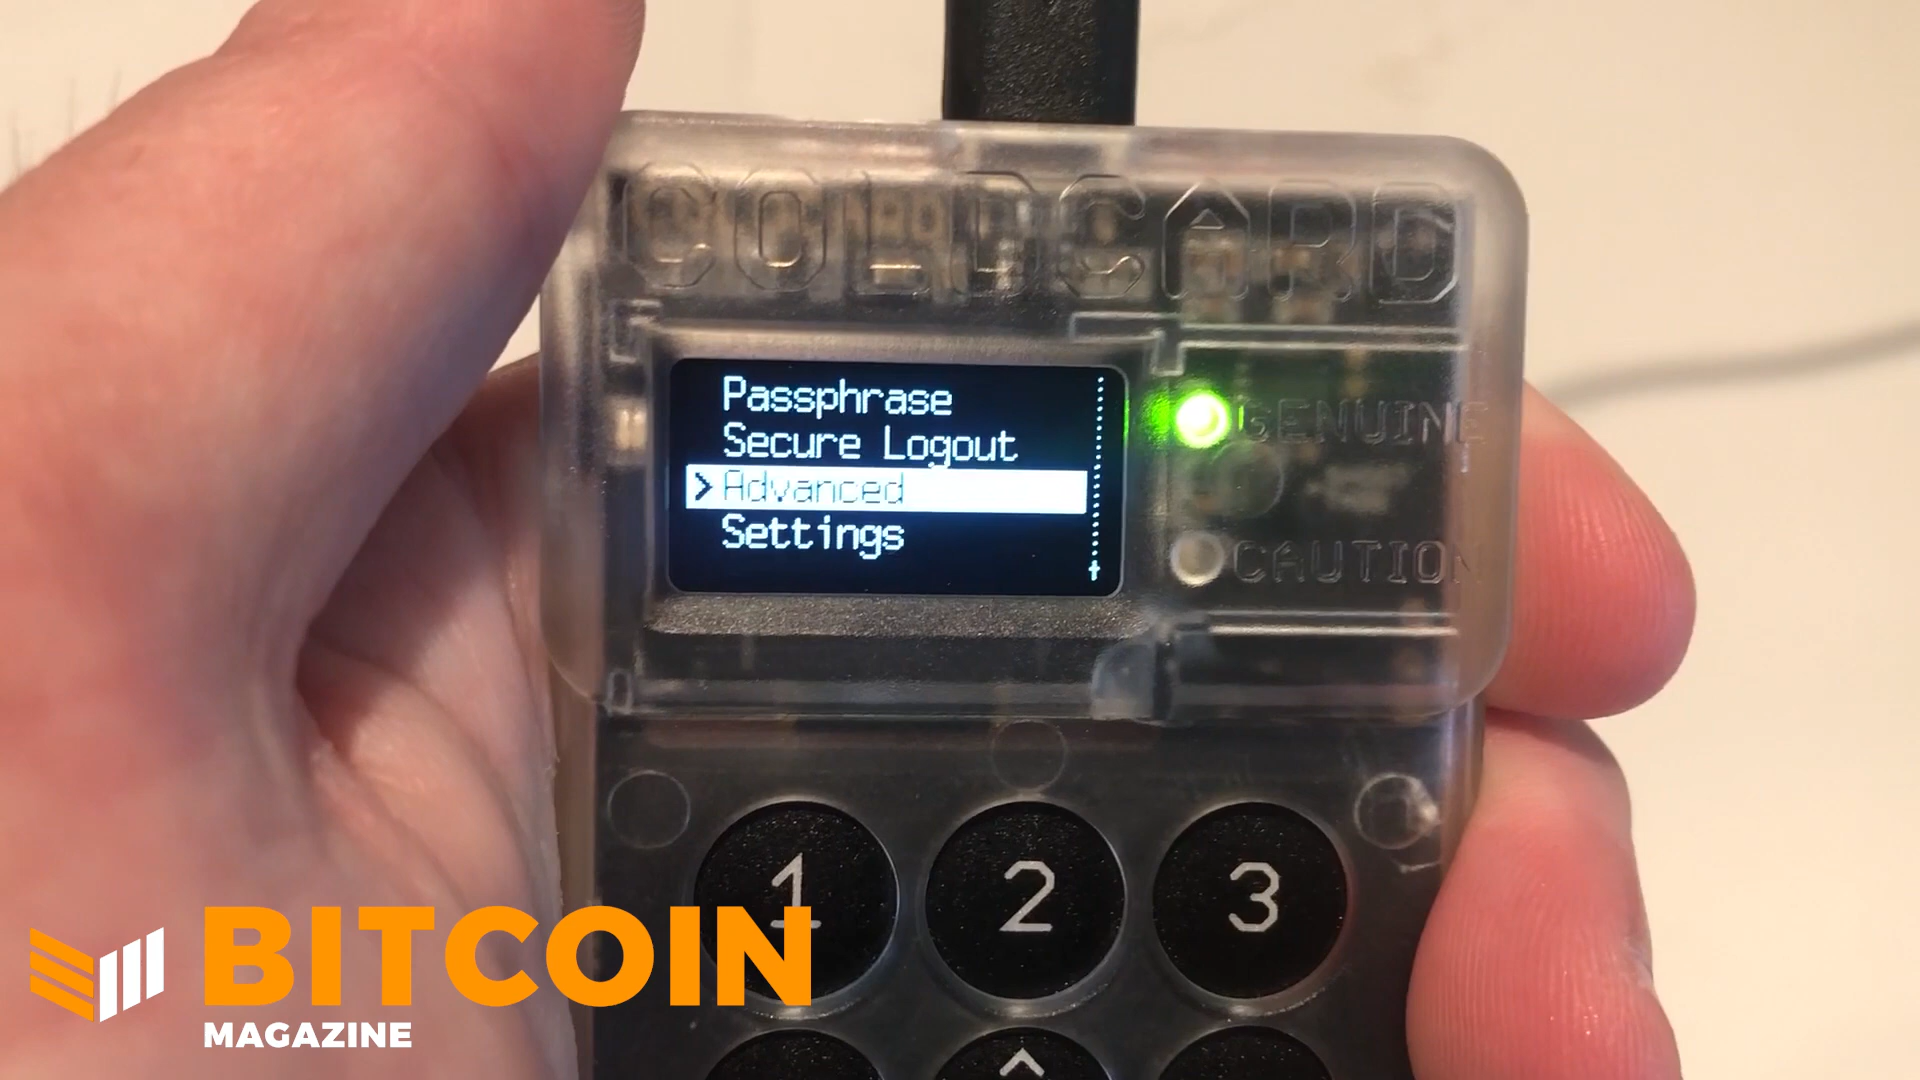 COLDCARD
Passphrase
Secure Logout
>Advanced
Settings
GENUINE
CAUTION
1 2 3
^
BITCOIN
MAGAZINE